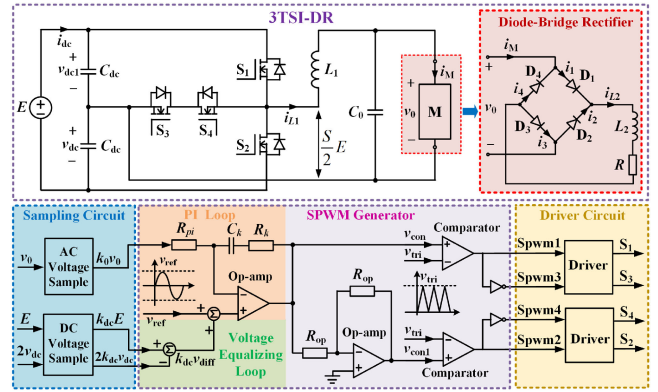 3TSI-DR
Diode-Bridge Rectifier
i_dc
+
v_dc1
−
C_dc
E
+
−
+
v_dc
−
C_dc
S_3
S_4
S_1
S_2
L_1
i_L1
S/2 E
C_0
+
v_0
−
i_M
M
+
v_0
−
i_M
D_4
i_1
D_1
i_4
i_2
i_L2
D_3
i_3
D_2
L_2
R
Sampling Circuit
PI Loop
SPWM Generator
Driver Circuit
v_0
AC
Voltage
Sample
k_0v_0
E
2v_dc
DC
Voltage
Sample
k_dcE
2k_dcv_dc
R_pi
C_k
R_k
v_ref
Op-amp
−
+
v_ref
+
+
+
−
k_dcv_diff
Voltage
Equalizing
Loop
R_op
R_op
Op-amp
−
+
v_con
v_tri
Comparator
+
−
v_tri
v_tri
v_con1
−
+
Comparator
Spwm1
Spwm3
Spwm4
Spwm2
Driver
Driver
S_1
S_3
S_4
S_2